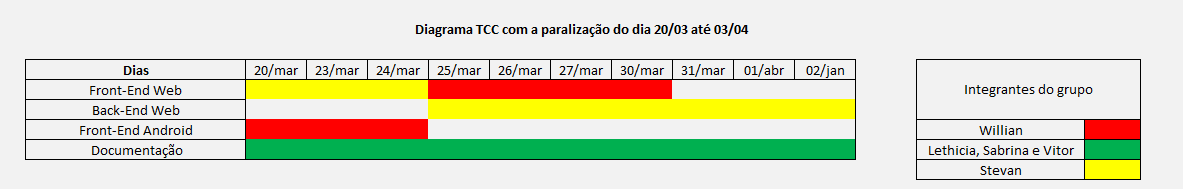 Diagrama TCC com a paralização do dia 20/03 até 03/04
Dias 20/mar 23/mar 24/mar 25/mar 26/mar 27/mar 30/mar 31/mar 01/abr 02/jan
Front-End Web
Back-End Web
Front-End Android
Documentação
Integrantes do grupo
Willian
Lethicia, Sabrina e Vitor
Stevan